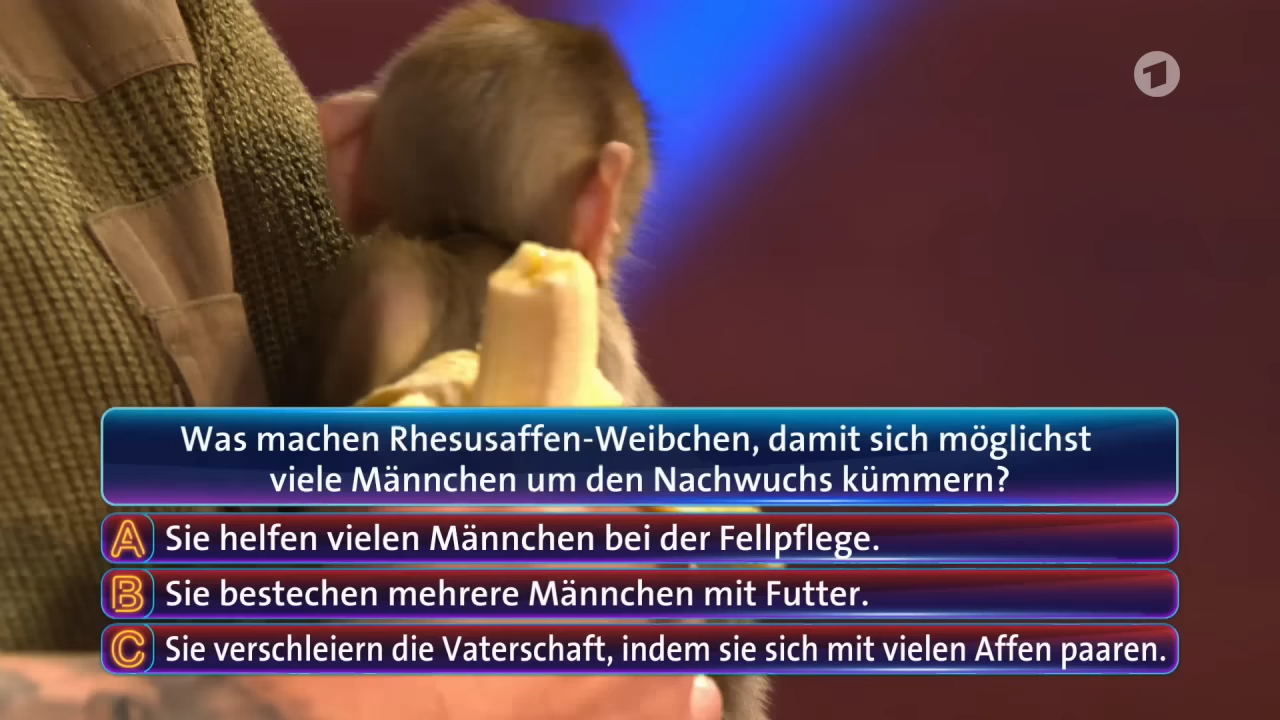 Was machen Rhesusaffen-Weibchen, damit sich möglichst
viele Männchen um den Nachwuchs kümmern?
A Sie helfen vielen Männchen bei der Fellpflege.
B Sie bestechen mehrere Männchen mit Futter.
C Sie verschleiern die Vaterschaft, indem sie sich mit vielen Affen paaren.